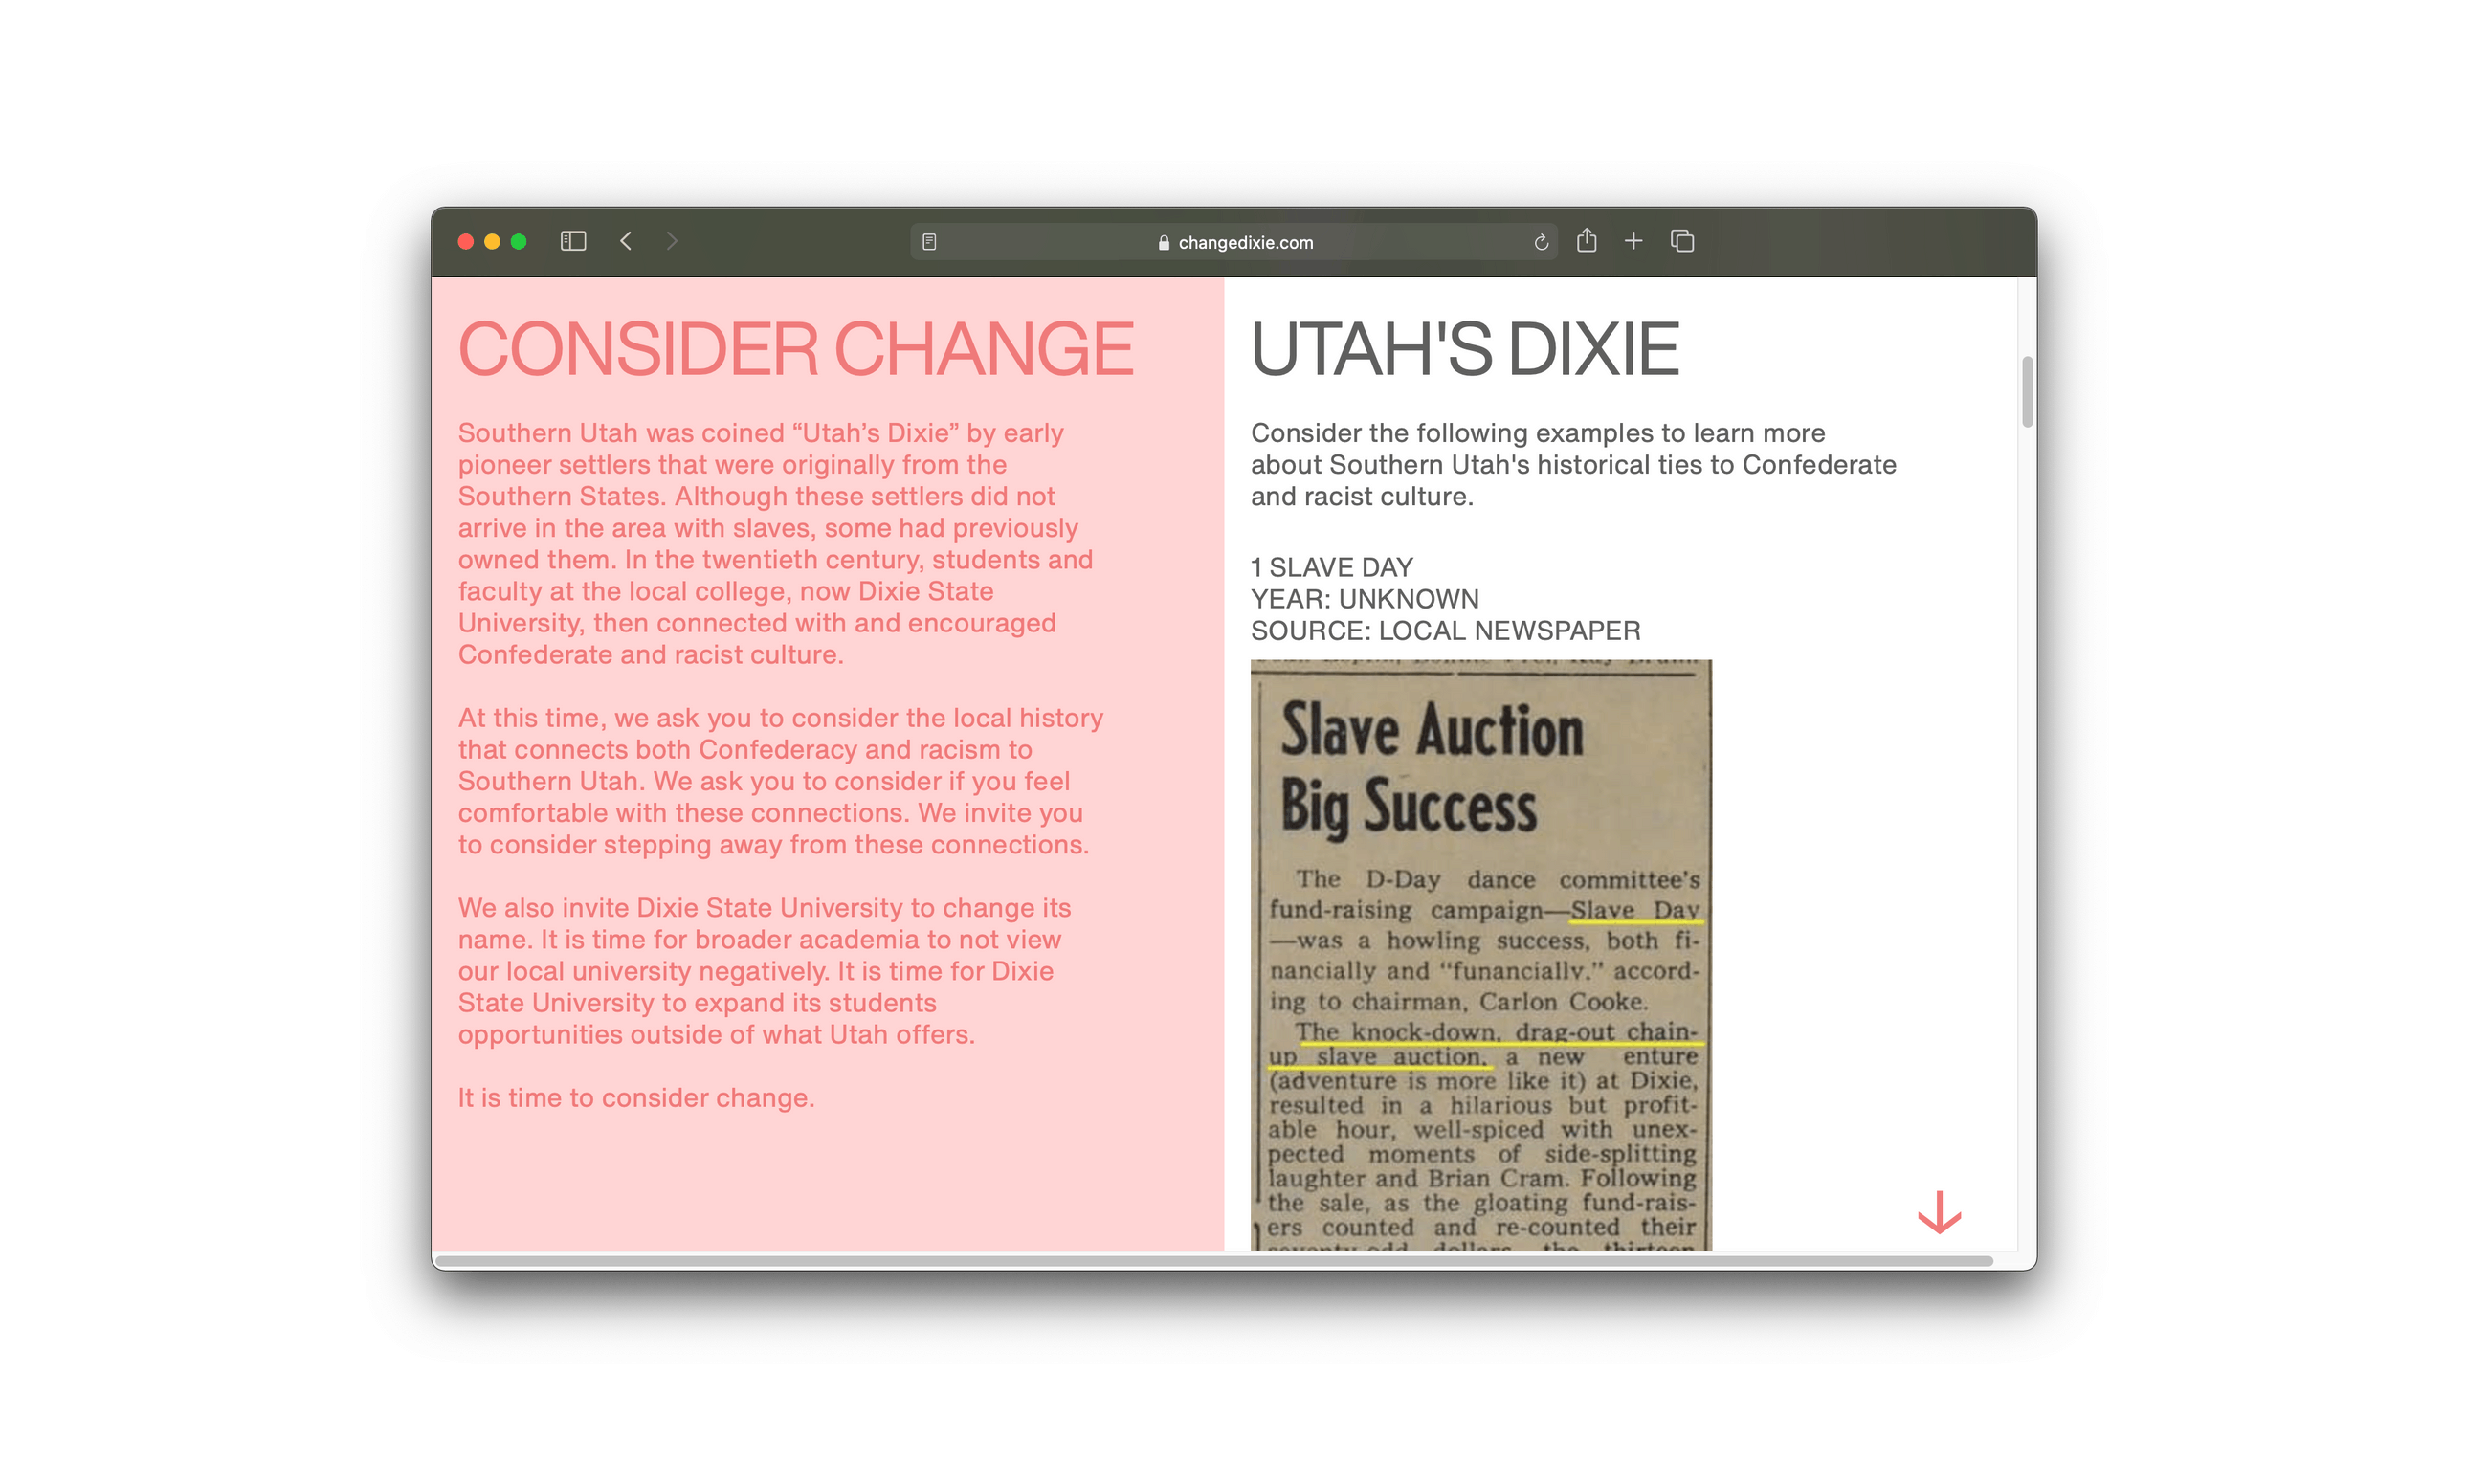 changedixie.com
CONSIDER CHANGE
Southern Utah was coined “Utah’s Dixie” by early
pioneer settlers that were originally from the
Southern States. Although these settlers did not
arrive in the area with slaves, some had previously
owned them. In the twentieth century, students and
faculty at the local college, now Dixie State
University, then connected with and encouraged
Confederate and racist culture.
At this time, we ask you to consider the local history
that connects both Confederacy and racism to
Southern Utah. We ask you to consider if you feel
comfortable with these connections. We invite you
to consider stepping away from these connections.
We also invite Dixie State University to change its
name. It is time for broader academia to not view
our local university negatively. It is time for Dixie
State University to expand its students
opportunities outside of what Utah offers.
It is time to consider change.
UTAH'S DIXIE
Consider the following examples to learn more
about Southern Utah's historical ties to Confederate
and racist culture.
1 SLAVE DAY
YEAR: UNKNOWN
SOURCE: LOCAL NEWSPAPER
Slave Auction
Big Success
The D-Day dance committee's
fund-raising campaign—Slave Day
—was a howling success, both fi-
nancially and “funancially.” accord-
ing to chairman, Carlon Cooke.
The knock-down, drag-out chain-
up slave auction, a new enture
(adventure is more like it) at Dixie,
resulted in a hilarious but profit-
able hour, well-spiced with unex-
pected moments of side-splitting
laughter and Brian Cram. Following
the sale, as the gloating fund-rais-
ers counted and re-counted their